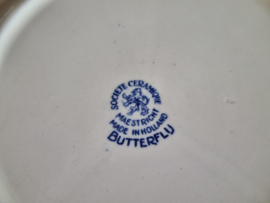 SOCIETE CERAMIQUE
MAESTRICHT
MADE IN HOLLAND
BUTTERFLY